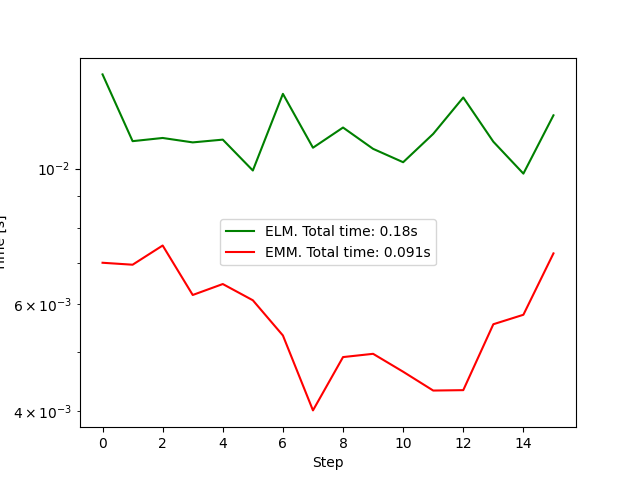 10⁻²
6 × 10⁻³
4 × 10⁻³
ELM. Total time: 0.18s
EMM. Total time: 0.091s
0 2 4 6 8 10 12 14
Step